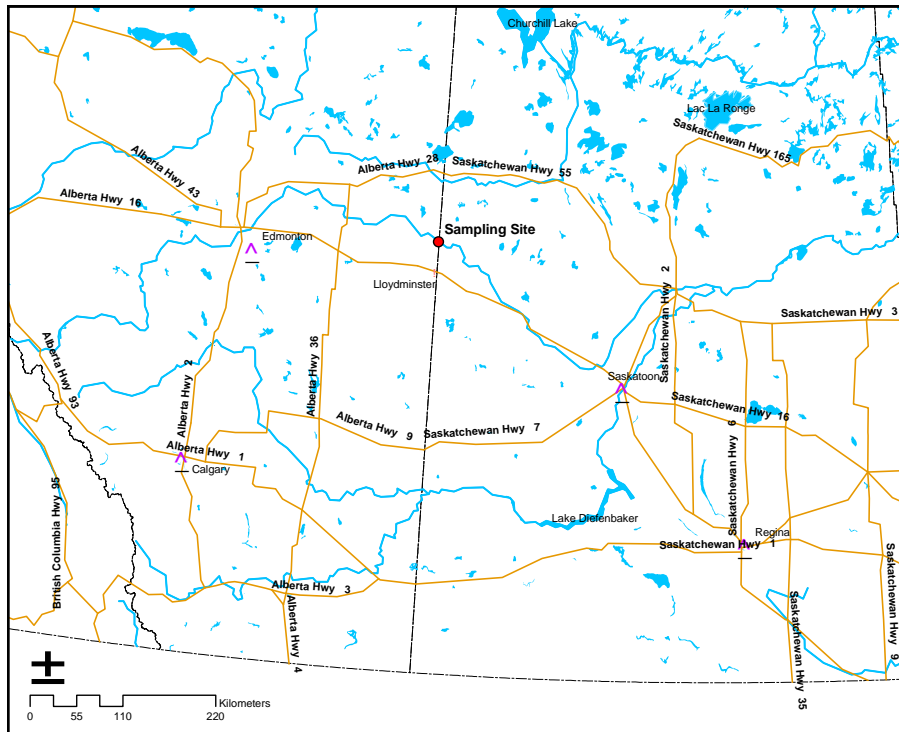 Churchill Lake
Lac La Ronge
Saskatchewan Hwy 165
Alberta Hwy 43
Alberta Hwy 28
Saskatchewan Hwy 55
Alberta Hwy 16
Edmonton
Sampling Site
Lloydminster
Saskatchewan Hwy 2
Saskatchewan Hwy 3
Alberta Hwy 93
Alberta Hwy 2
Alberta Hwy 36
Saskatoon
Saskatchewan Hwy 16
Alberta Hwy 9
Saskatchewan Hwy 7
Saskatchewan Hwy 6
Alberta Hwy 1
Calgary
British Columbia Hwy 95
Lake Diefenbaker
Regina
Saskatchewan Hwy 1
Alberta Hwy 3
Alberta Hwy 4
Saskatchewan Hwy 35
Saskatchewan Hwy 9
Kilometers
0 55 110 220